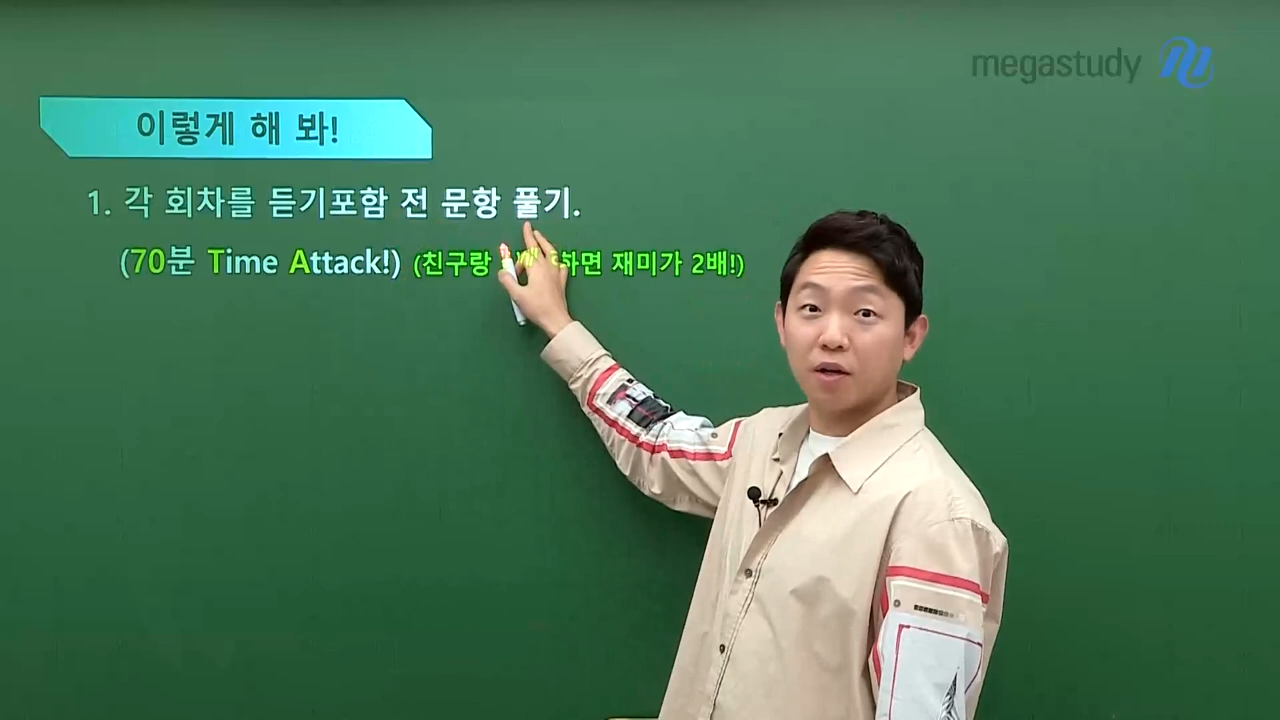 megastudy
이렇게 해 봐!
1. 각 회차를 듣기포함 전 문항 풀기.
(70분 Time Attack!) (친구랑 하면 재미가 2배!)